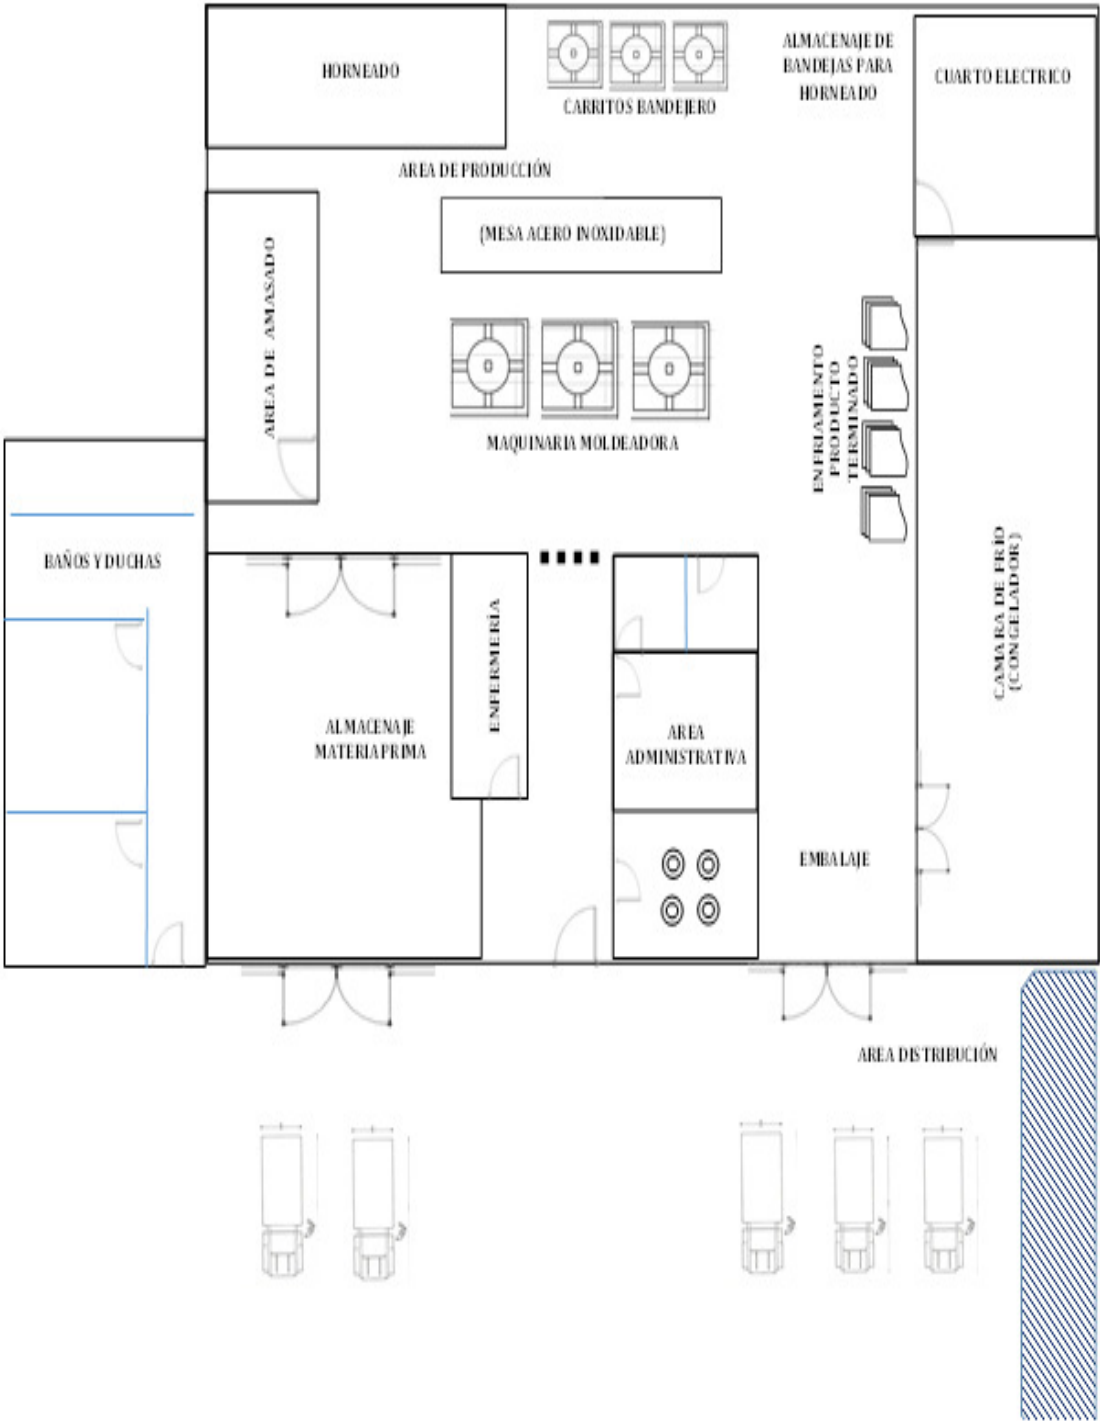 HORNEADO
CARRITOS BANDEJERO
ALMACENAJE DE
BANDEJAS PARA
HORNEADO
CUARTO ELECTRICO
AREA DE PRODUCCIÓN
(MESA ACERO INOXIDABLE)
AREA DE AMASADO
MAQUINARIA MOLDEADORA
ENFRIAMENTO
PRODUCTO
TERMINADO
BAÑOS Y DUCHAS
ENFERMERÍA
ALMACENAJE
MATERIA PRIMA
AREA
ADMINISTRATIVA
CAMARA DE FRÍO
(CONGELADOR)
EMBALAJE
AREA DISTRIBUCIÓN